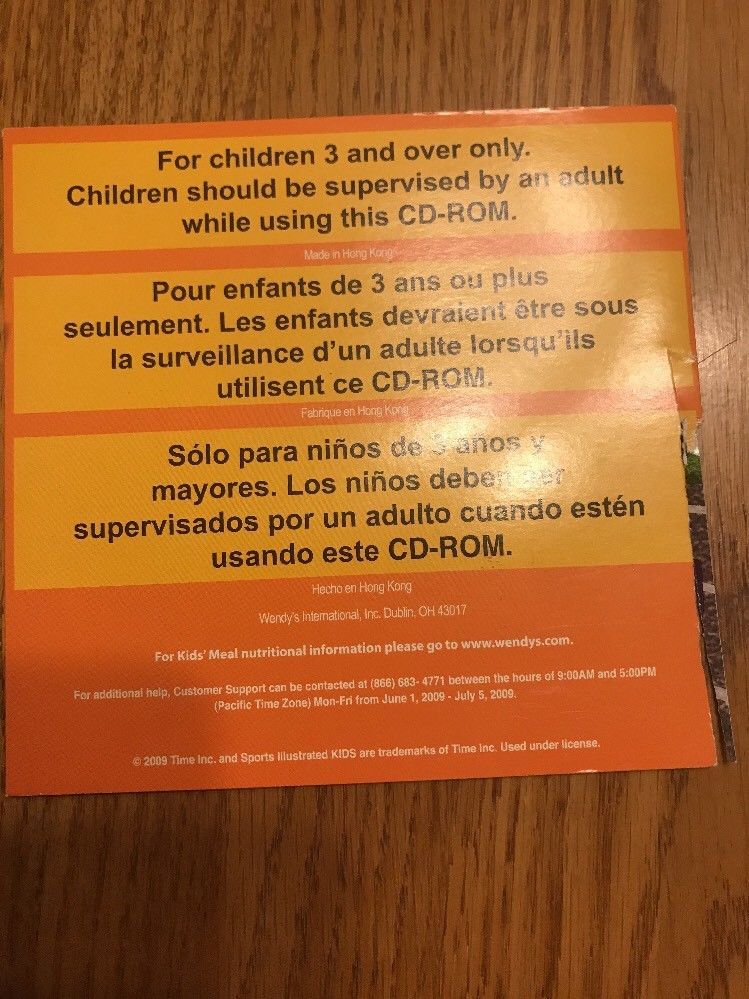 For children 3 and over only.
Children should be supervised by an adult
while using this CD-ROM.
Made in Hong Kong
Pour enfants de 3 ans ou plus
seulement. Les enfants devraient être sous
la surveillance d'un adulte lorsqu'ils
utilisent ce CD-ROM.
Fabrique en Hong Kong
Sólo para niños de 3 años y
mayores. Los niños deben ser
supervisados por un adulto cuando estén
usando este CD-ROM.
Hecho en Hong Kong
Wendy's International, Inc. Dublin, OH 43017
For Kids' Meal nutritional information please go to www.wendys.com.
For additional help, Customer Support can be contacted at (866) 683- 4771 between the hours of 9:00AM and 5:00PM
(Pacific Time Zone) Mon-Fri from June 1, 2009 - July 5, 2009.
© 2009 Time Inc. and Sports Illustrated KIDS are trademarks of Time Inc. Used under license.